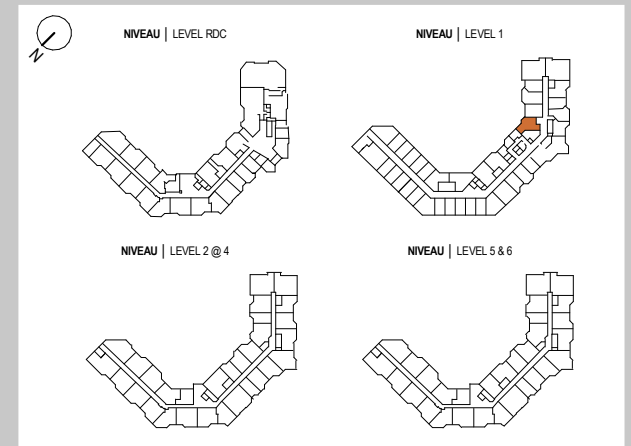 N
NIVEAU | LEVEL RDC
NIVEAU | LEVEL 1
NIVEAU | LEVEL 2 @ 4
NIVEAU | LEVEL 5 & 6